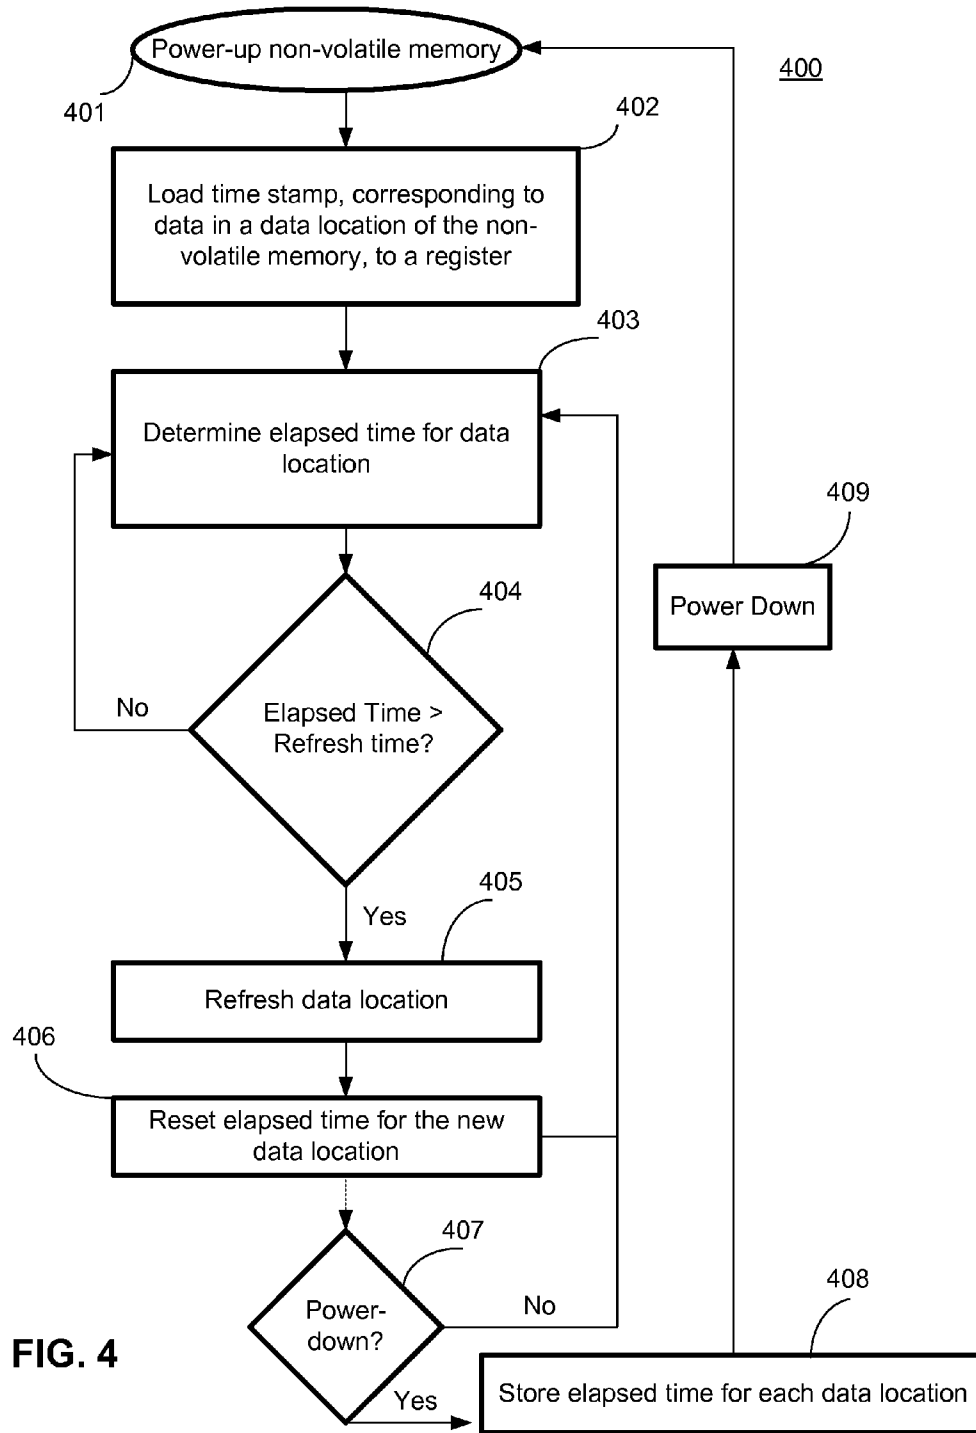 Power-up non-volatile memory
400
401
402
Load time stamp, corresponding to
data in a data location of the non-
volatile memory, to a register
403
Determine elapsed time for data
location
409
Power Down
404
Elapsed Time >
Refresh time?
No
Yes
405
Refresh data location
406
Reset elapsed time for the new
data location
407
Power-
down?
No
Yes
408
Store elapsed time for each data location
FIG. 4